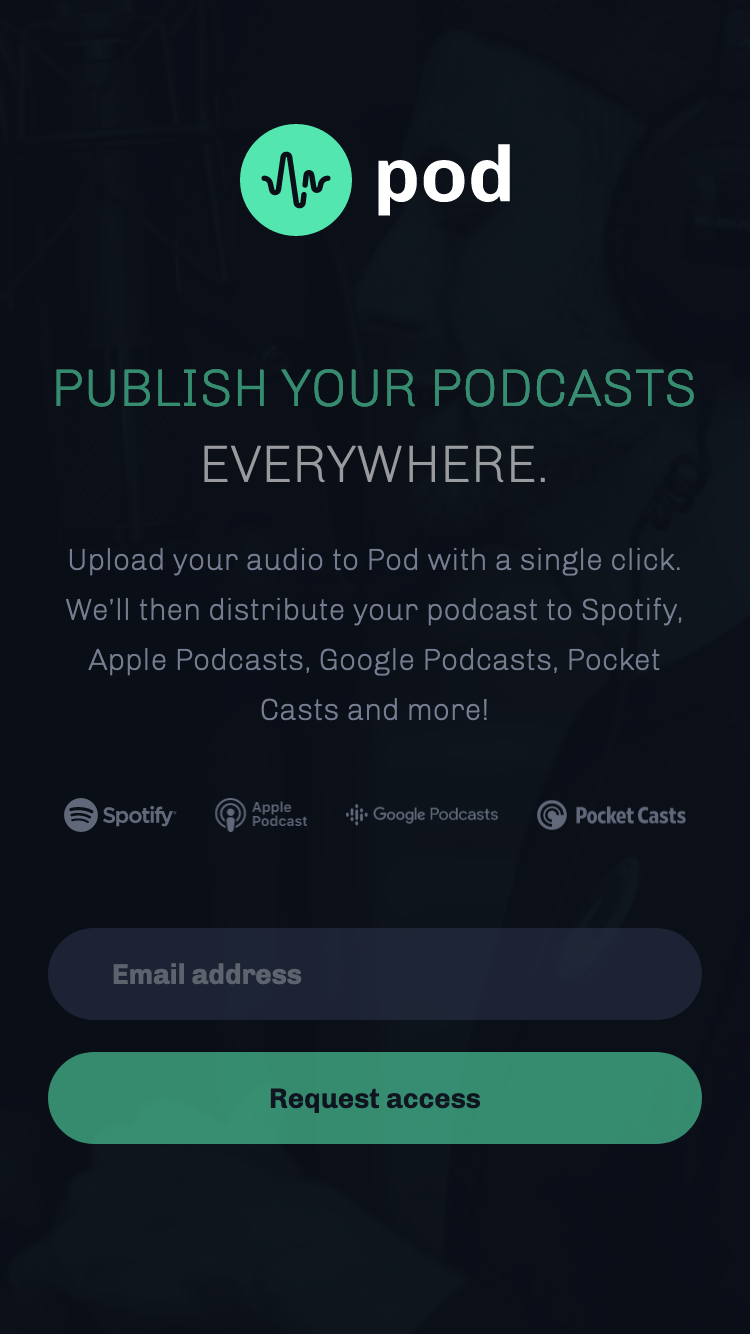 pod
PUBLISH YOUR PODCASTS
EVERYWHERE.
Upload your audio to Pod with a single click.
We’ll then distribute your podcast to Spotify,
Apple Podcasts, Google Podcasts, Pocket
Casts and more!
Spotify Apple Podcast Google Podcasts Pocket Casts
Email address
Request access